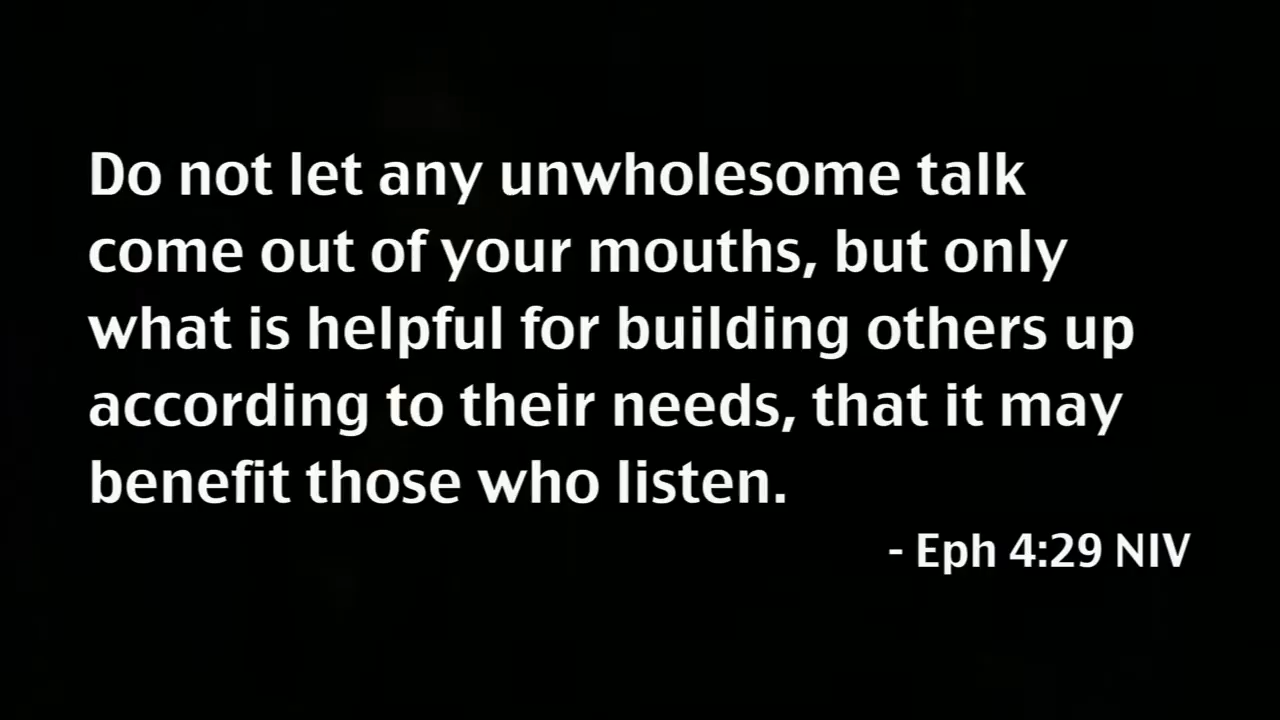 Do not let any unwholesome talk
come out of your mouths, but only
what is helpful for building others up
according to their needs, that it may
benefit those who listen.
- Eph 4:29 NIV